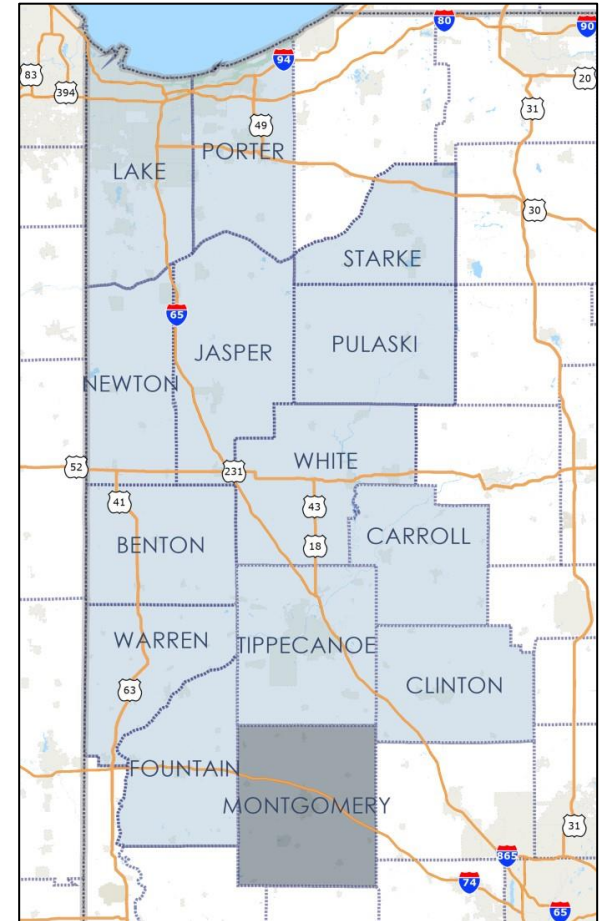 80
90
94
83
20
394
31
49
PORTER
LAKE
30
STARKE
65
JASPER
PULASKI
NEWTON
WHITE
52
231
41
43
CARROLL
BENTON
18
WARREN
TIPPECANOE
CLINTON
63
FOUNTAIN
MONTGOMERY
31
865
74
65